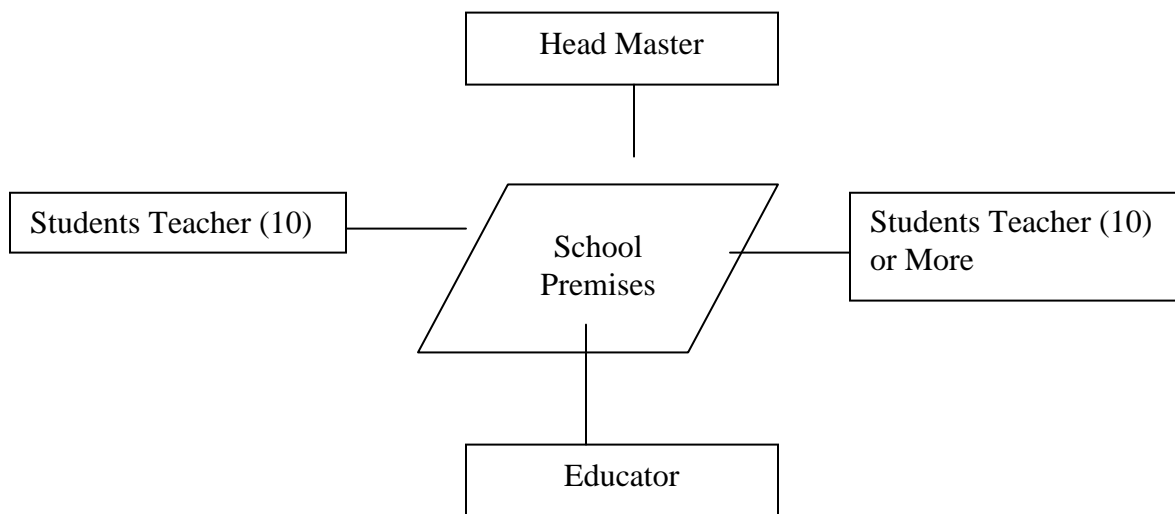 Head Master
Students Teacher (10)
School
Premises
Students Teacher (10)
or More
Educator